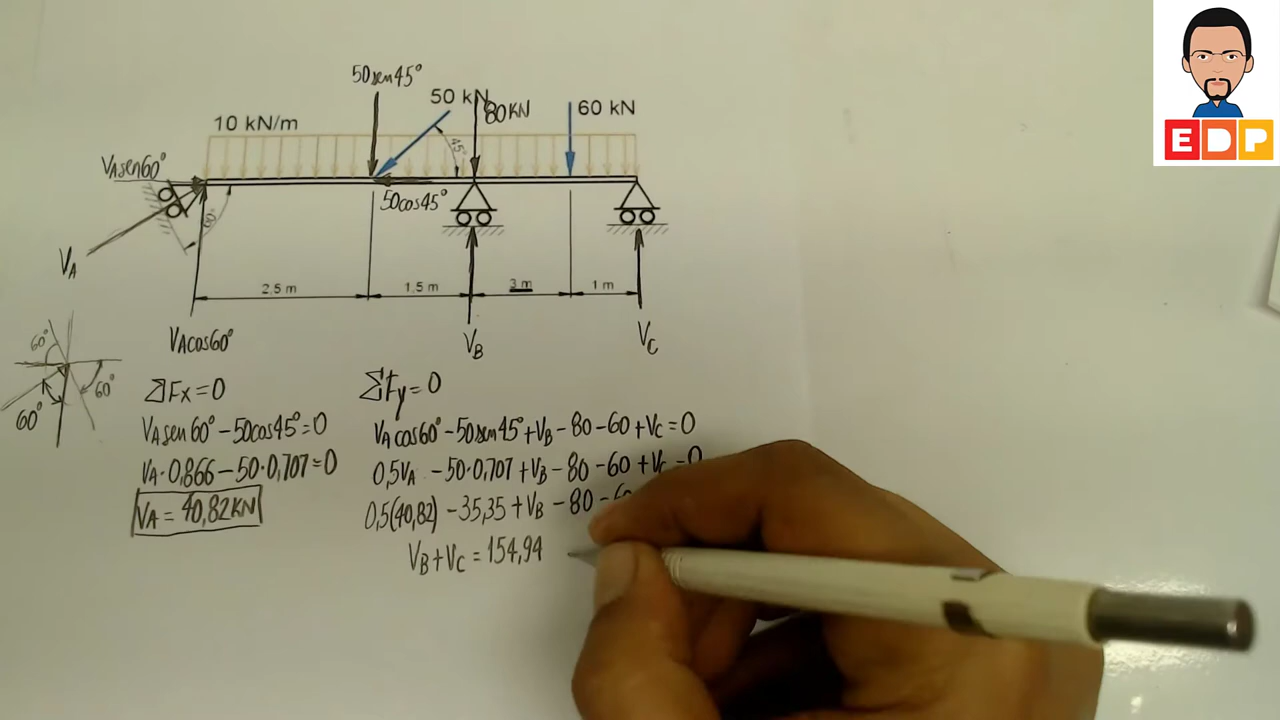 50sen45°
50 kN
80KN
60 kN
10 kN/m
45°
VAsen60°
50cos45°
60°
VA
2,5 m
1,5 m
3 m
1 m
VAcos60°
VB
VC
60°
60°
60°
ΣFx=0
VAsen60°-50cos45°=0
VA·0,866-50·0,707=0
VA=40,82KN
ΣFy=0
VAcos60°-50sen45°+VB-80-60+VC=0
0,5VA -50·0,707+VB-80-60+VC=0
0,5(40,82)-35,35+VB-80-60
VB+VC=154,94
EDP